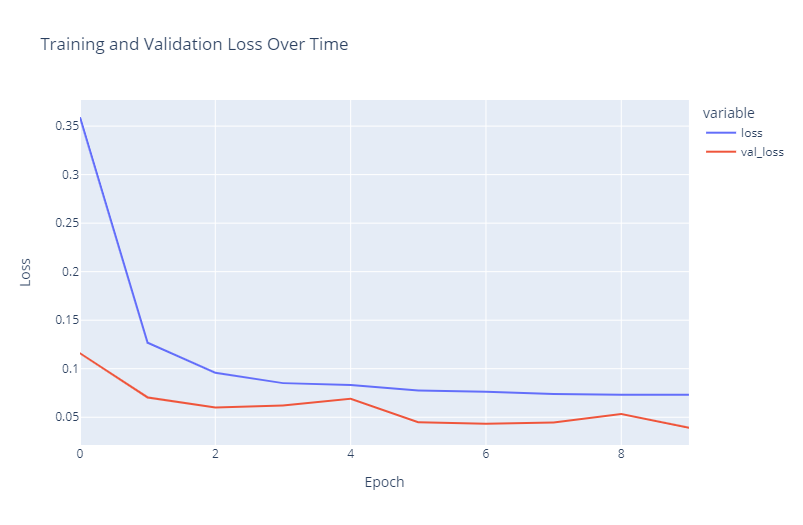 Training and Validation Loss Over Time
variable
loss
val_loss
0.35
0.3
0.25
0.2
0.15
0.1
0.05
Loss
0 2 4 6 8
Epoch